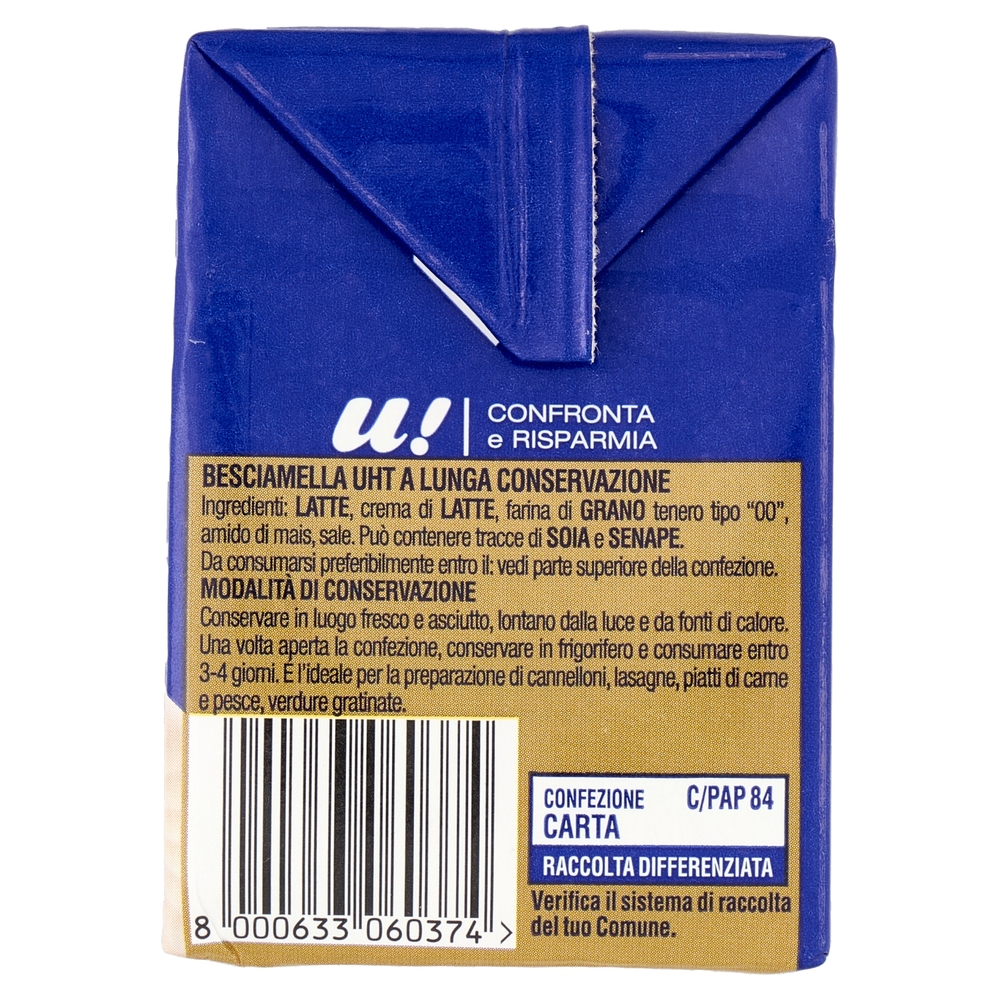 u! CONFRONTA
e RISPARMIA
BESCIAMELLA UHT A LUNGA CONSERVAZIONE
Ingredienti: LATTE, crema di LATTE, farina di GRANO tenero tipo “00”,
amido di mais, sale. Può contenere tracce di SOIA e SENAPE.
Da consumarsi preferibilmente entro il: vedi parte superiore della confezione.
MODALITÀ DI CONSERVAZIONE
Conservare in luogo fresco e asciutto, lontano dalla luce e da fonti di calore.
Una volta aperta la confezione, conservare in frigorifero e consumare entro
3-4 giorni. È l’ideale per la preparazione di cannelloni, lasagne, piatti di carne
e pesce, verdure gratinate.
CONFEZIONE C/PAP 84
CARTA
RACCOLTA DIFFERENZIATA
Verifica il sistema di raccolta
del tuo Comune.
8 000633 060374 >